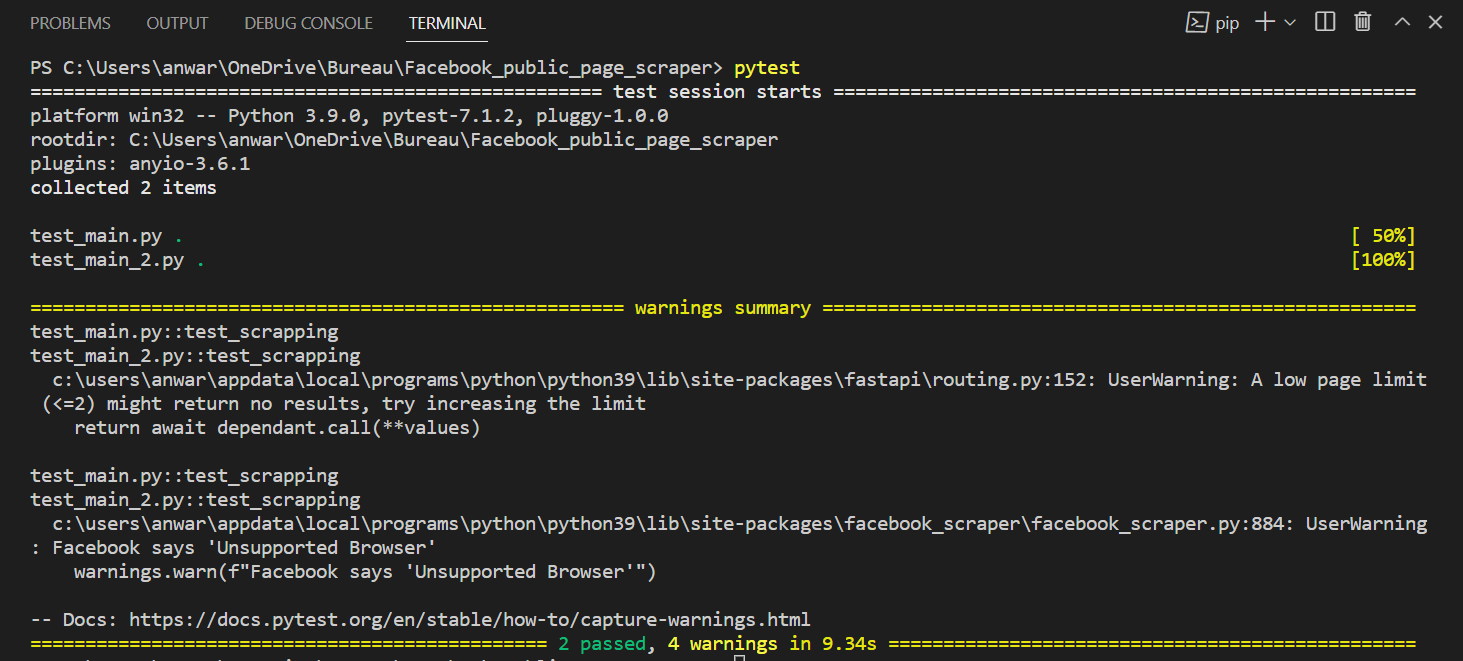 PROBLEMS OUTPUT DEBUG CONSOLE TERMINAL pip
PS C:\Users\anwar\OneDrive\Bureau\Facebook_public_page_scraper> pytest
==================================================== test session starts =====================================================
platform win32 -- Python 3.9.0, pytest-7.1.2, pluggy-1.0.0
rootdir: C:\Users\anwar\OneDrive\Bureau\Facebook_public_page_scraper
plugins: anyio-3.6.1
collected 2 items
test_main.py . [ 50%]
test_main_2.py . [100%]
====================================================== warnings summary ======================================================
test_main.py::test_scrapping
test_main_2.py::test_scrapping
c:\users\anwar\appdata\local\programs\python\python39\lib\site-packages\fastapi\routing.py:152: UserWarning: A low page limit
(<=2) might return no results, try increasing the limit
return await dependant.call(**values)
test_main.py::test_scrapping
test_main_2.py::test_scrapping
c:\users\anwar\appdata\local\programs\python\python39\lib\site-packages\facebook_scraper\facebook_scraper.py:884: UserWarning
: Facebook says 'Unsupported Browser'
warnings.warn(f"Facebook says 'Unsupported Browser'")
-- Docs: https://docs.pytest.org/en/stable/how-to/capture-warnings.html
=============================================== 2 passed, 4 warnings in 9.34s ================================================